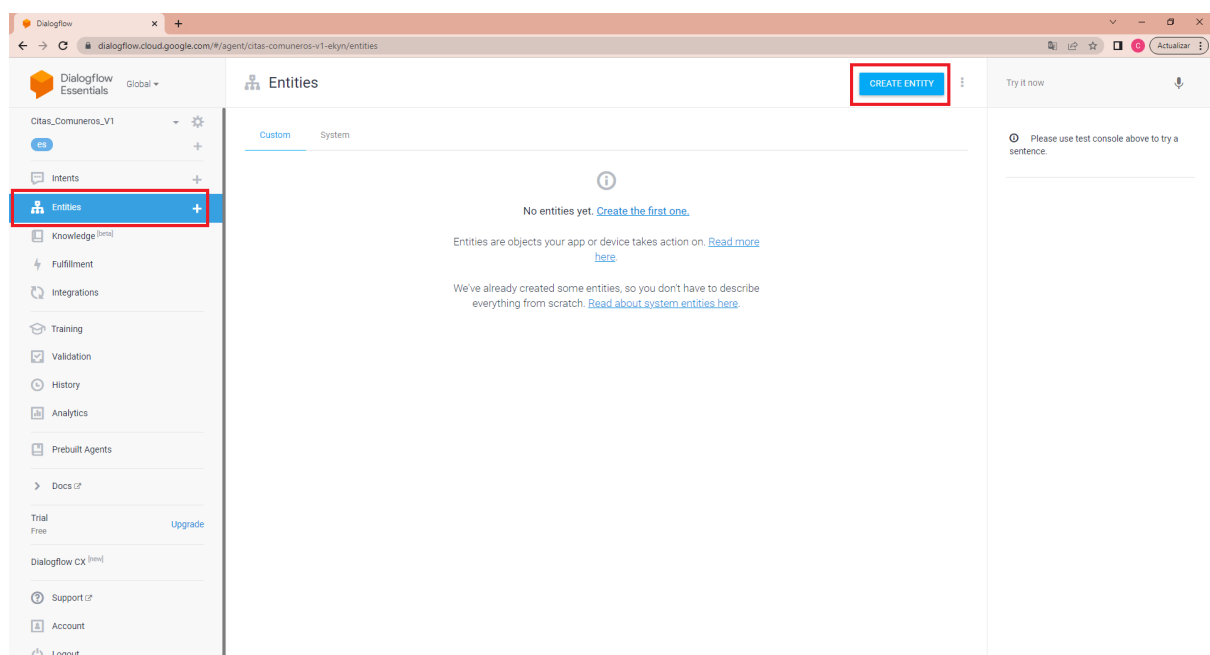 Dialogflow
dialogflow.cloud.google.com/#/agent/citas-comuneros-v1-ekyn/entities
C
Actualizar
Dialogflow
Essentials
Global
Citas_Comuneros_V1
es
Intents
Entities
Knowledge [beta]
Fulfillment
Integrations
Training
Validation
History
Analytics
Prebuilt Agents
Docs
Trial
Free
Upgrade
Dialogflow CX [new]
Support
Account
Logout
Entities
CREATE ENTITY
Custom
System
No entities yet. Create the first one.
Entities are objects your app or device takes action on. Read more
here.
We've already created some entities, so you don't have to describe
everything from scratch. Read about system entities here.
Try it now
Please use test console above to try a
sentence.